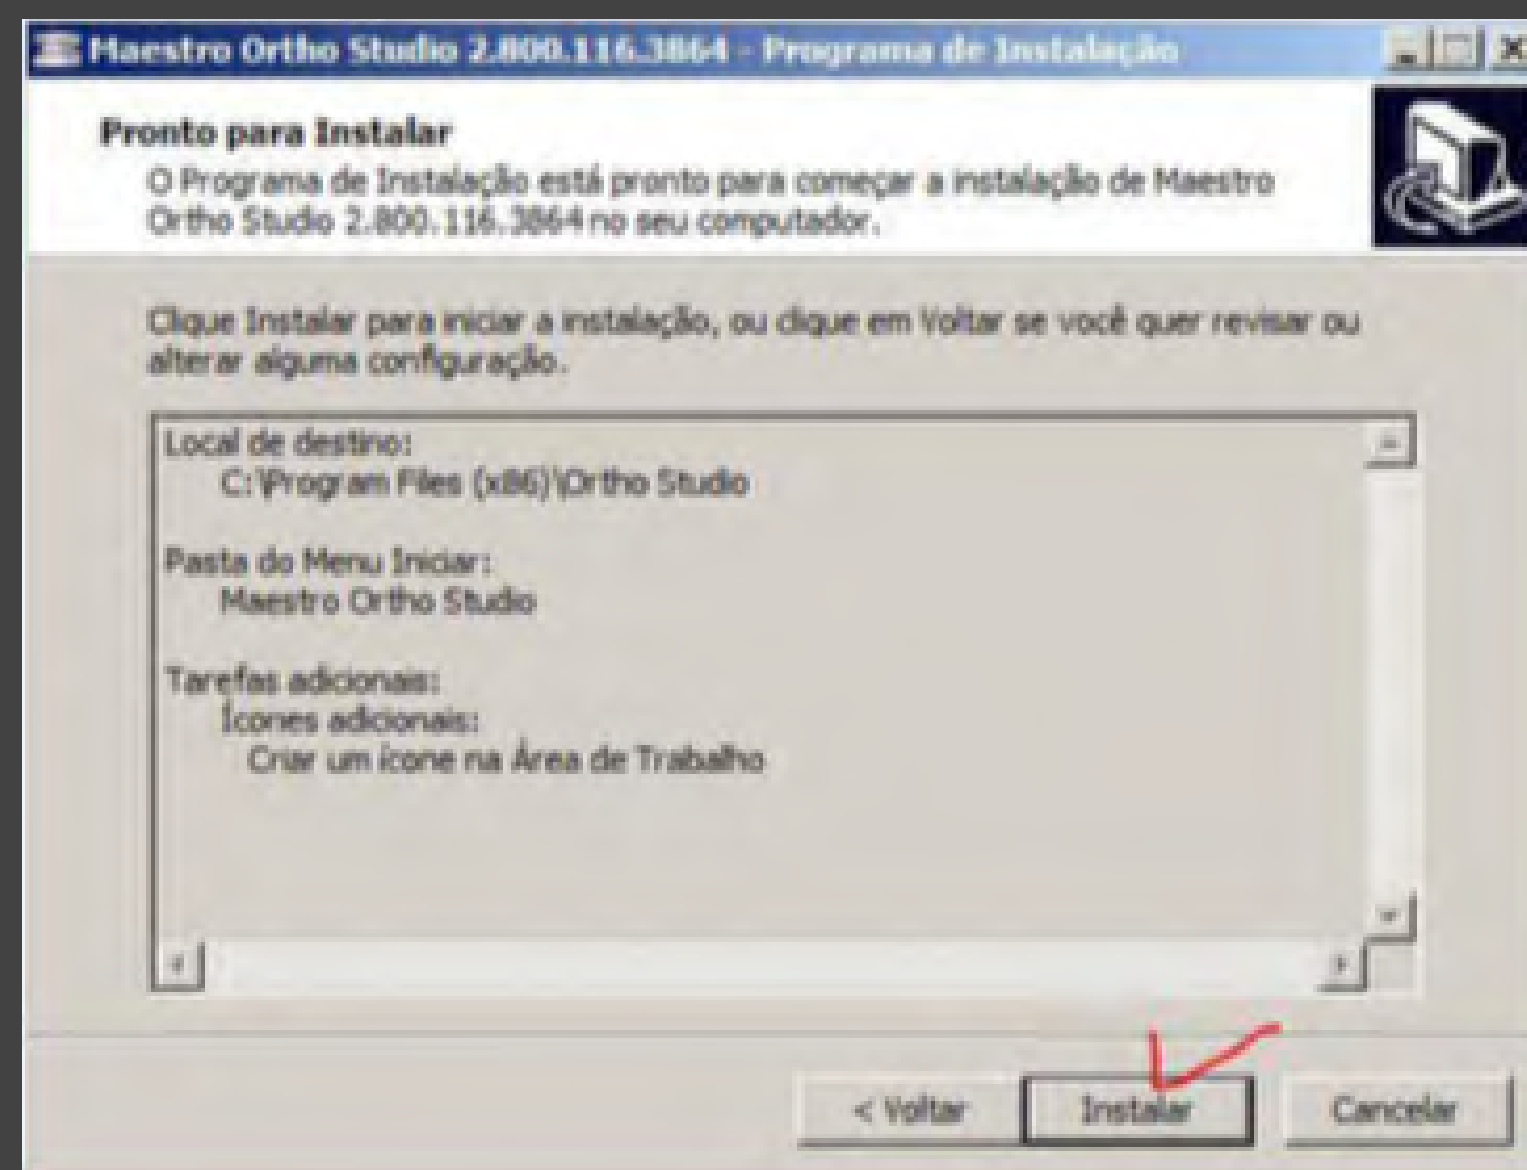 Maestro Ortho Studio 2.800.116.3864 - Programa de Instalação
Pronto para Instalar
O Programa de Instalação está pronto para começar a instalação de Maestro
Ortho Studio 2.800.116.3864 no seu computador.
Clique Instalar para iniciar a instalação, ou clique em Voltar se você quer revisar ou
alterar alguma configuração.
Local de destino:
C:\Program Files (x86)\Ortho Studio
Pasta do Menu Iniciar:
Maestro Ortho Studio
Tarefas adicionais:
Ícones adicionais:
Criar um ícone na Área de Trabalho
< Voltar
Instalar
Cancelar